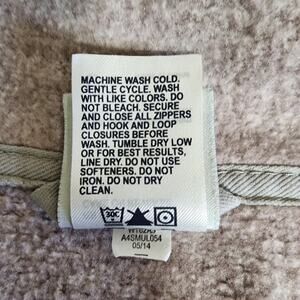 MACHINE WASH COLD.
GENTLE CYCLE. WASH
WITH LIKE COLORS. DO
NOT BLEACH. SECURE
AND CLOSE ALL ZIPPERS
AND HOOK AND LOOP
CLOSURES BEFORE
WASH. TUMBLE DRY LOW
OR FOR BEST RESULTS,
LINE DRY. DO NOT USE
SOFTENERS. DO NOT
IRON. DO NOT DRY
CLEAN.
30C
A4SMUL054
05/14